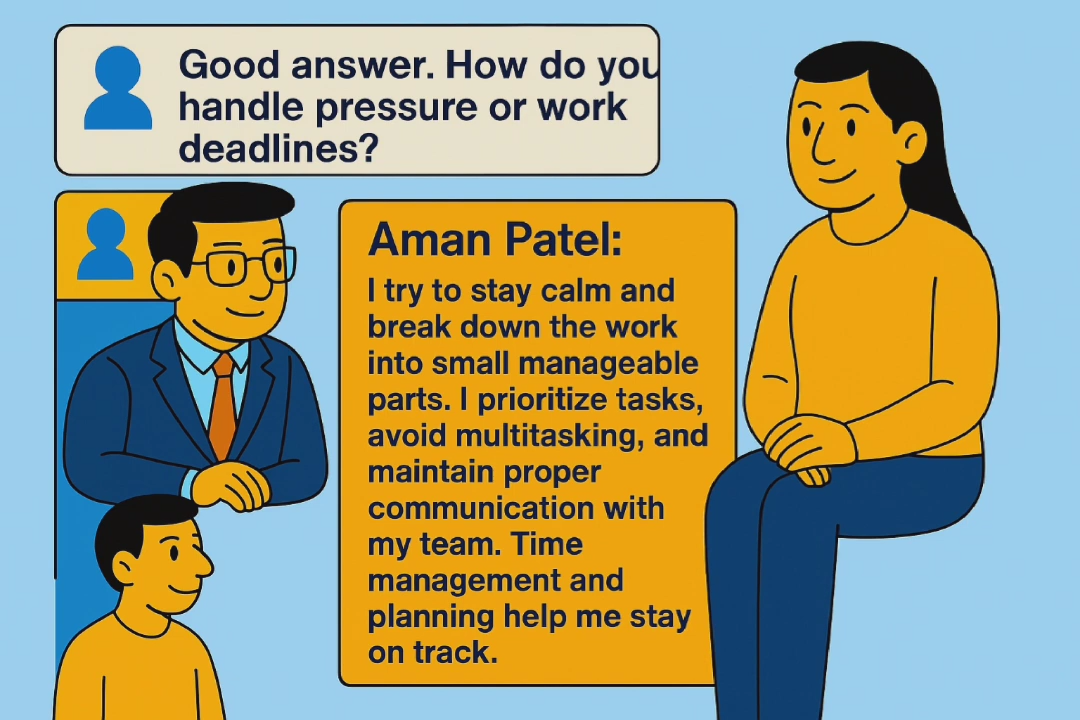 Good answer. How do you
handle pressure or work
deadlines?
Aman Patel:
I try to stay calm and
break down the work
into small manageable
parts. I prioritize tasks,
avoid multitasking, and
maintain proper
communication with
my team. Time
management and
planning help me stay
on track.